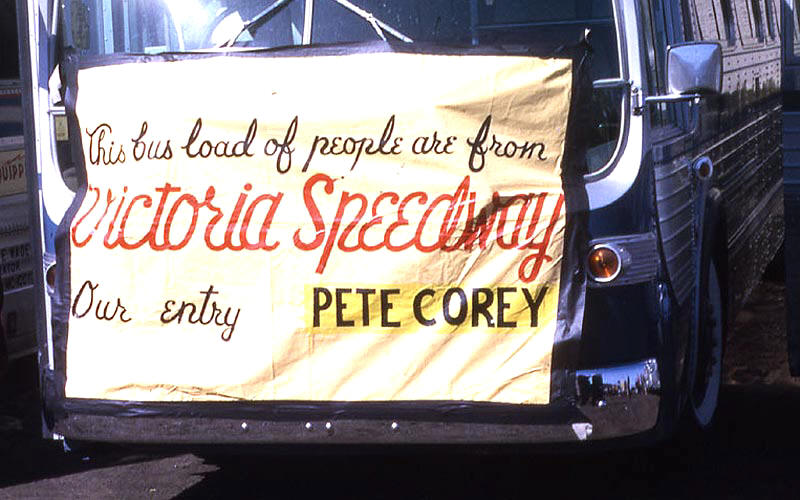 This bus load of people are from
Victoria Speedway
Our entry PETE COREY